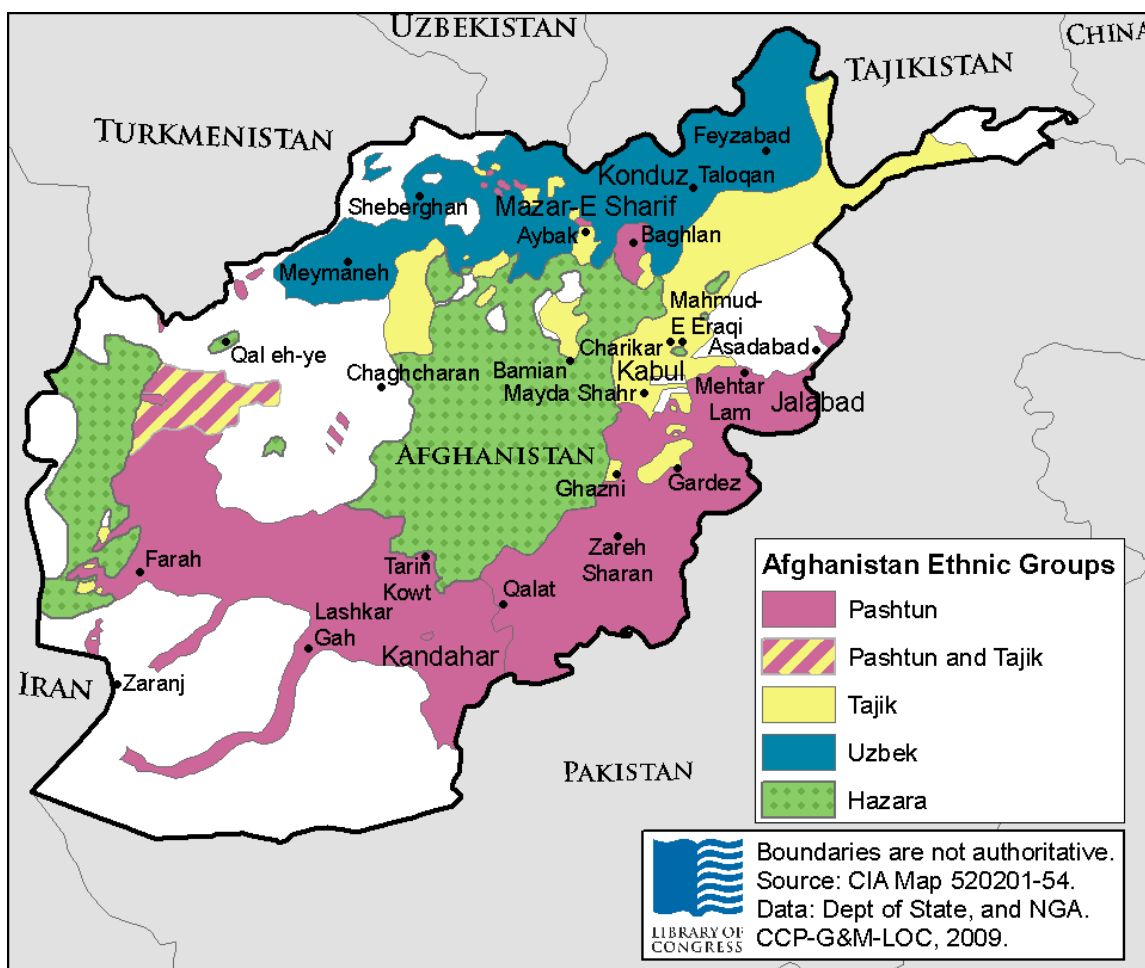 UZBEKISTAN
CHINA
TAJIKISTAN
TURKMENISTAN
Feyzabad
Konduz
Taloqan
Sheberghan
Mazar-E Sharif
Aybak
Baghlan
Meymaneh
Mahmud-
E Eraqi
Qal eh-ye
Charikar
Asadabad
Bamian
Kabul
Chaghcharan
Mayda Shahr
Mehtar
Lam
Jalabad
AFGHANISTAN
Ghazni
Gardez
Zareh
Sharan
Farah
Tarin
Kowt
Qalat
Lashkar
Gah
Kandahar
IRAN
Zaranj
PAKISTAN
Afghanistan Ethnic Groups
Pashtun
Pashtun and Tajik
Tajik
Uzbek
Hazara
LIBRARY OF
CONGRESS
Boundaries are not authoritative.
Source: CIA Map 520201-54.
Data: Dept of State, and NGA.
CCP-G&M-LOC, 2009.